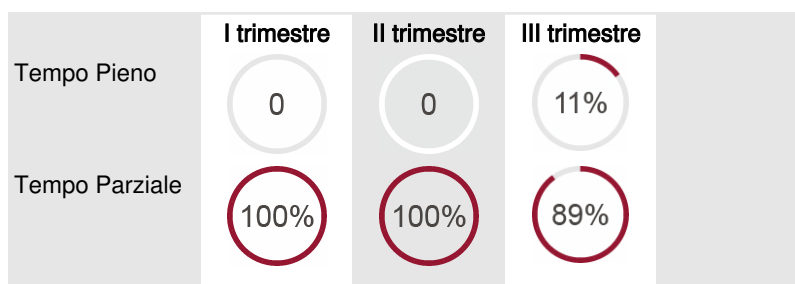 I trimestre II trimestre III trimestre
Tempo Pieno 0 0 11%
Tempo Parziale 100% 100% 89%